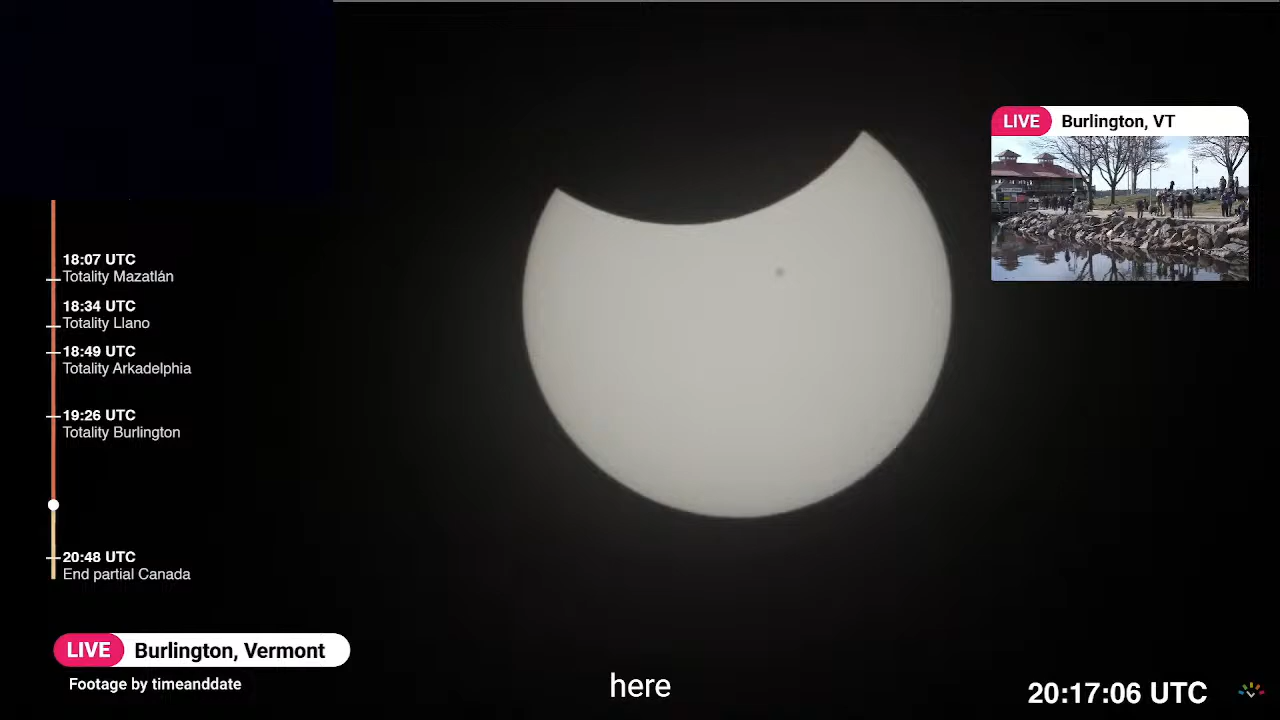 LIVE Burlington, VT
18:07 UTC
Totality Mazatlán
18:34 UTC
Totality Llano
18:49 UTC
Totality Arkadelphia
19:26 UTC
Totality Burlington
20:48 UTC
End partial Canada
LIVE Burlington, Vermont
Footage by timeanddate
here
20:17:06 UTC